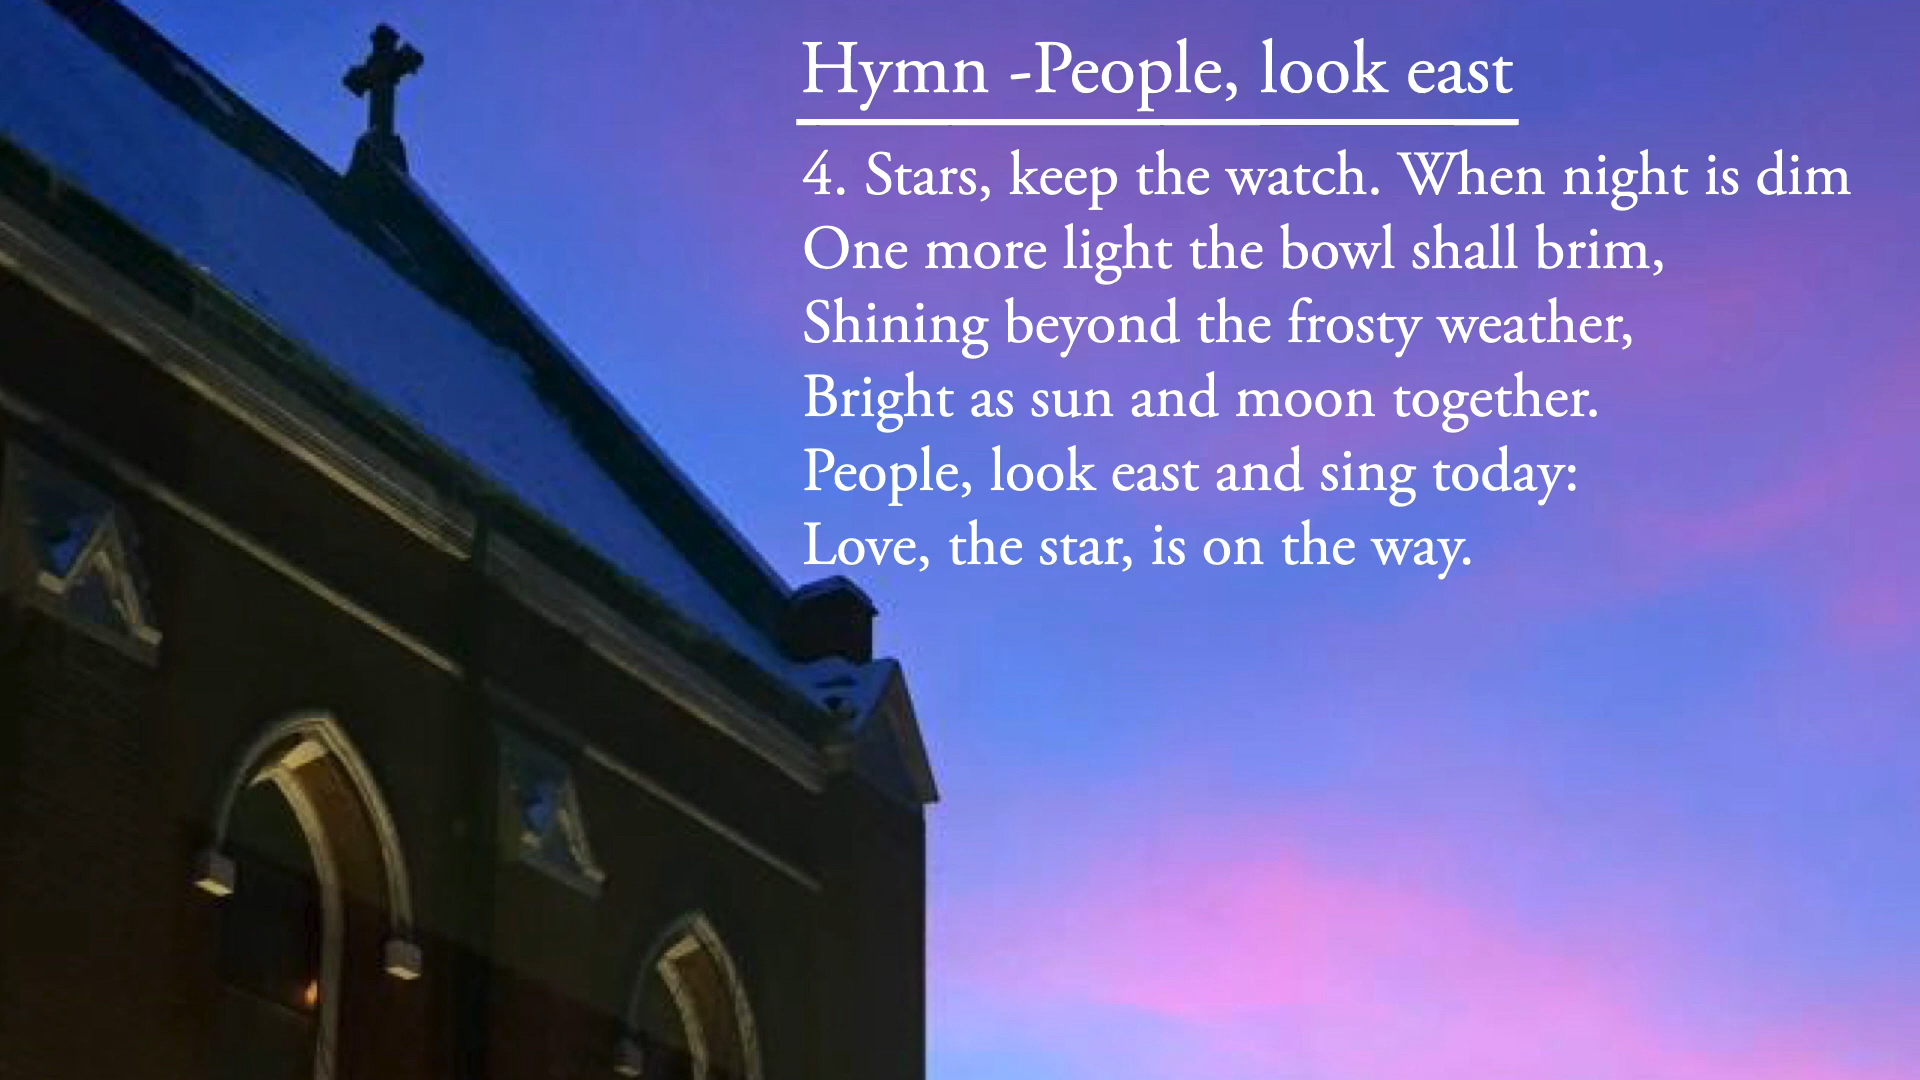 Hymn -People, look east
4. Stars, keep the watch. When night is dim
One more light the bowl shall brim,
Shining beyond the frosty weather,
Bright as sun and moon together.
People, look east and sing today:
Love, the star, is on the way.